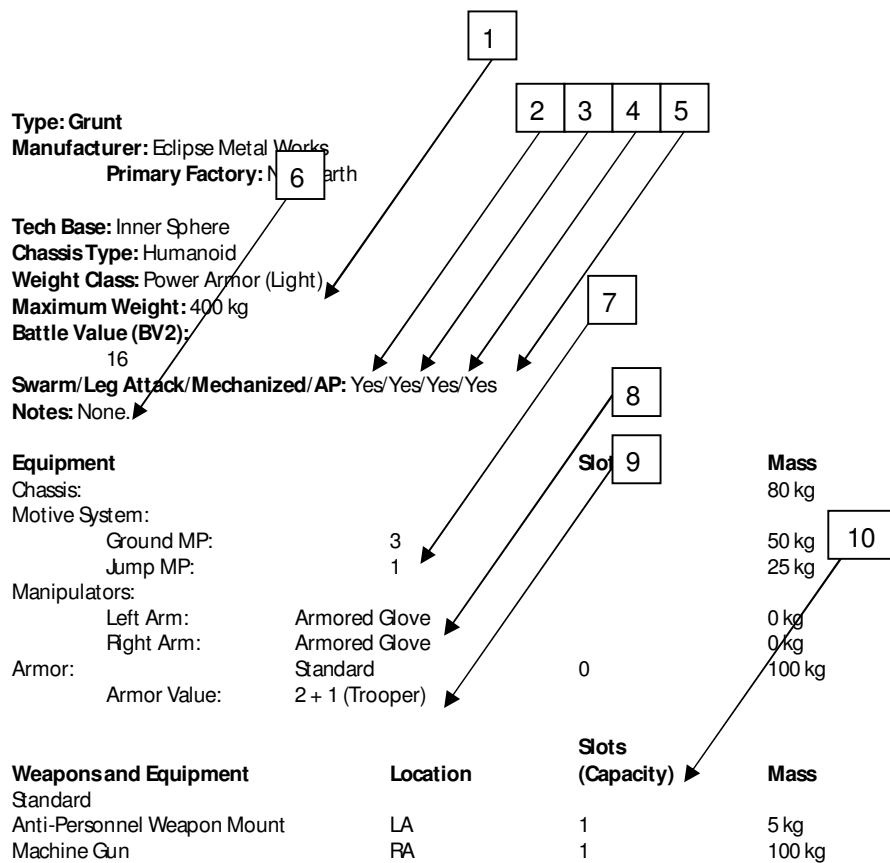 1
2 3 4 5
Type: Grunt
Manufacturer: Eclipse Metal Works
Primary Factory: N arth
6
Tech Base: Inner Sphere
Chassis Type: Humanoid
Weight Class: Power Armor (Light)
Maximum Weight: 400 kg
7
Battle Value (BV2):
16
Swarm/Leg Attack/Mechanized/AP: Yes/Yes/Yes/Yes
8
Notes: None.
Equipment Slot 9 Mass
Chassis: 80 kg
Motive System:
Ground MP: 3 50 kg 10
Jump MP: 1 25 kg
Manipulators:
Left Arm: Armored Glove 0 kg
Right Arm: Armored Glove 0 kg
Armor: Standard 0 100 kg
Armor Value: 2 + 1 (Trooper)
Slots
Weapons and Equipment Location (Capacity) Mass
Standard
Anti-Personnel Weapon Mount LA 1 5 kg
Machine Gun RA 1 100 kg